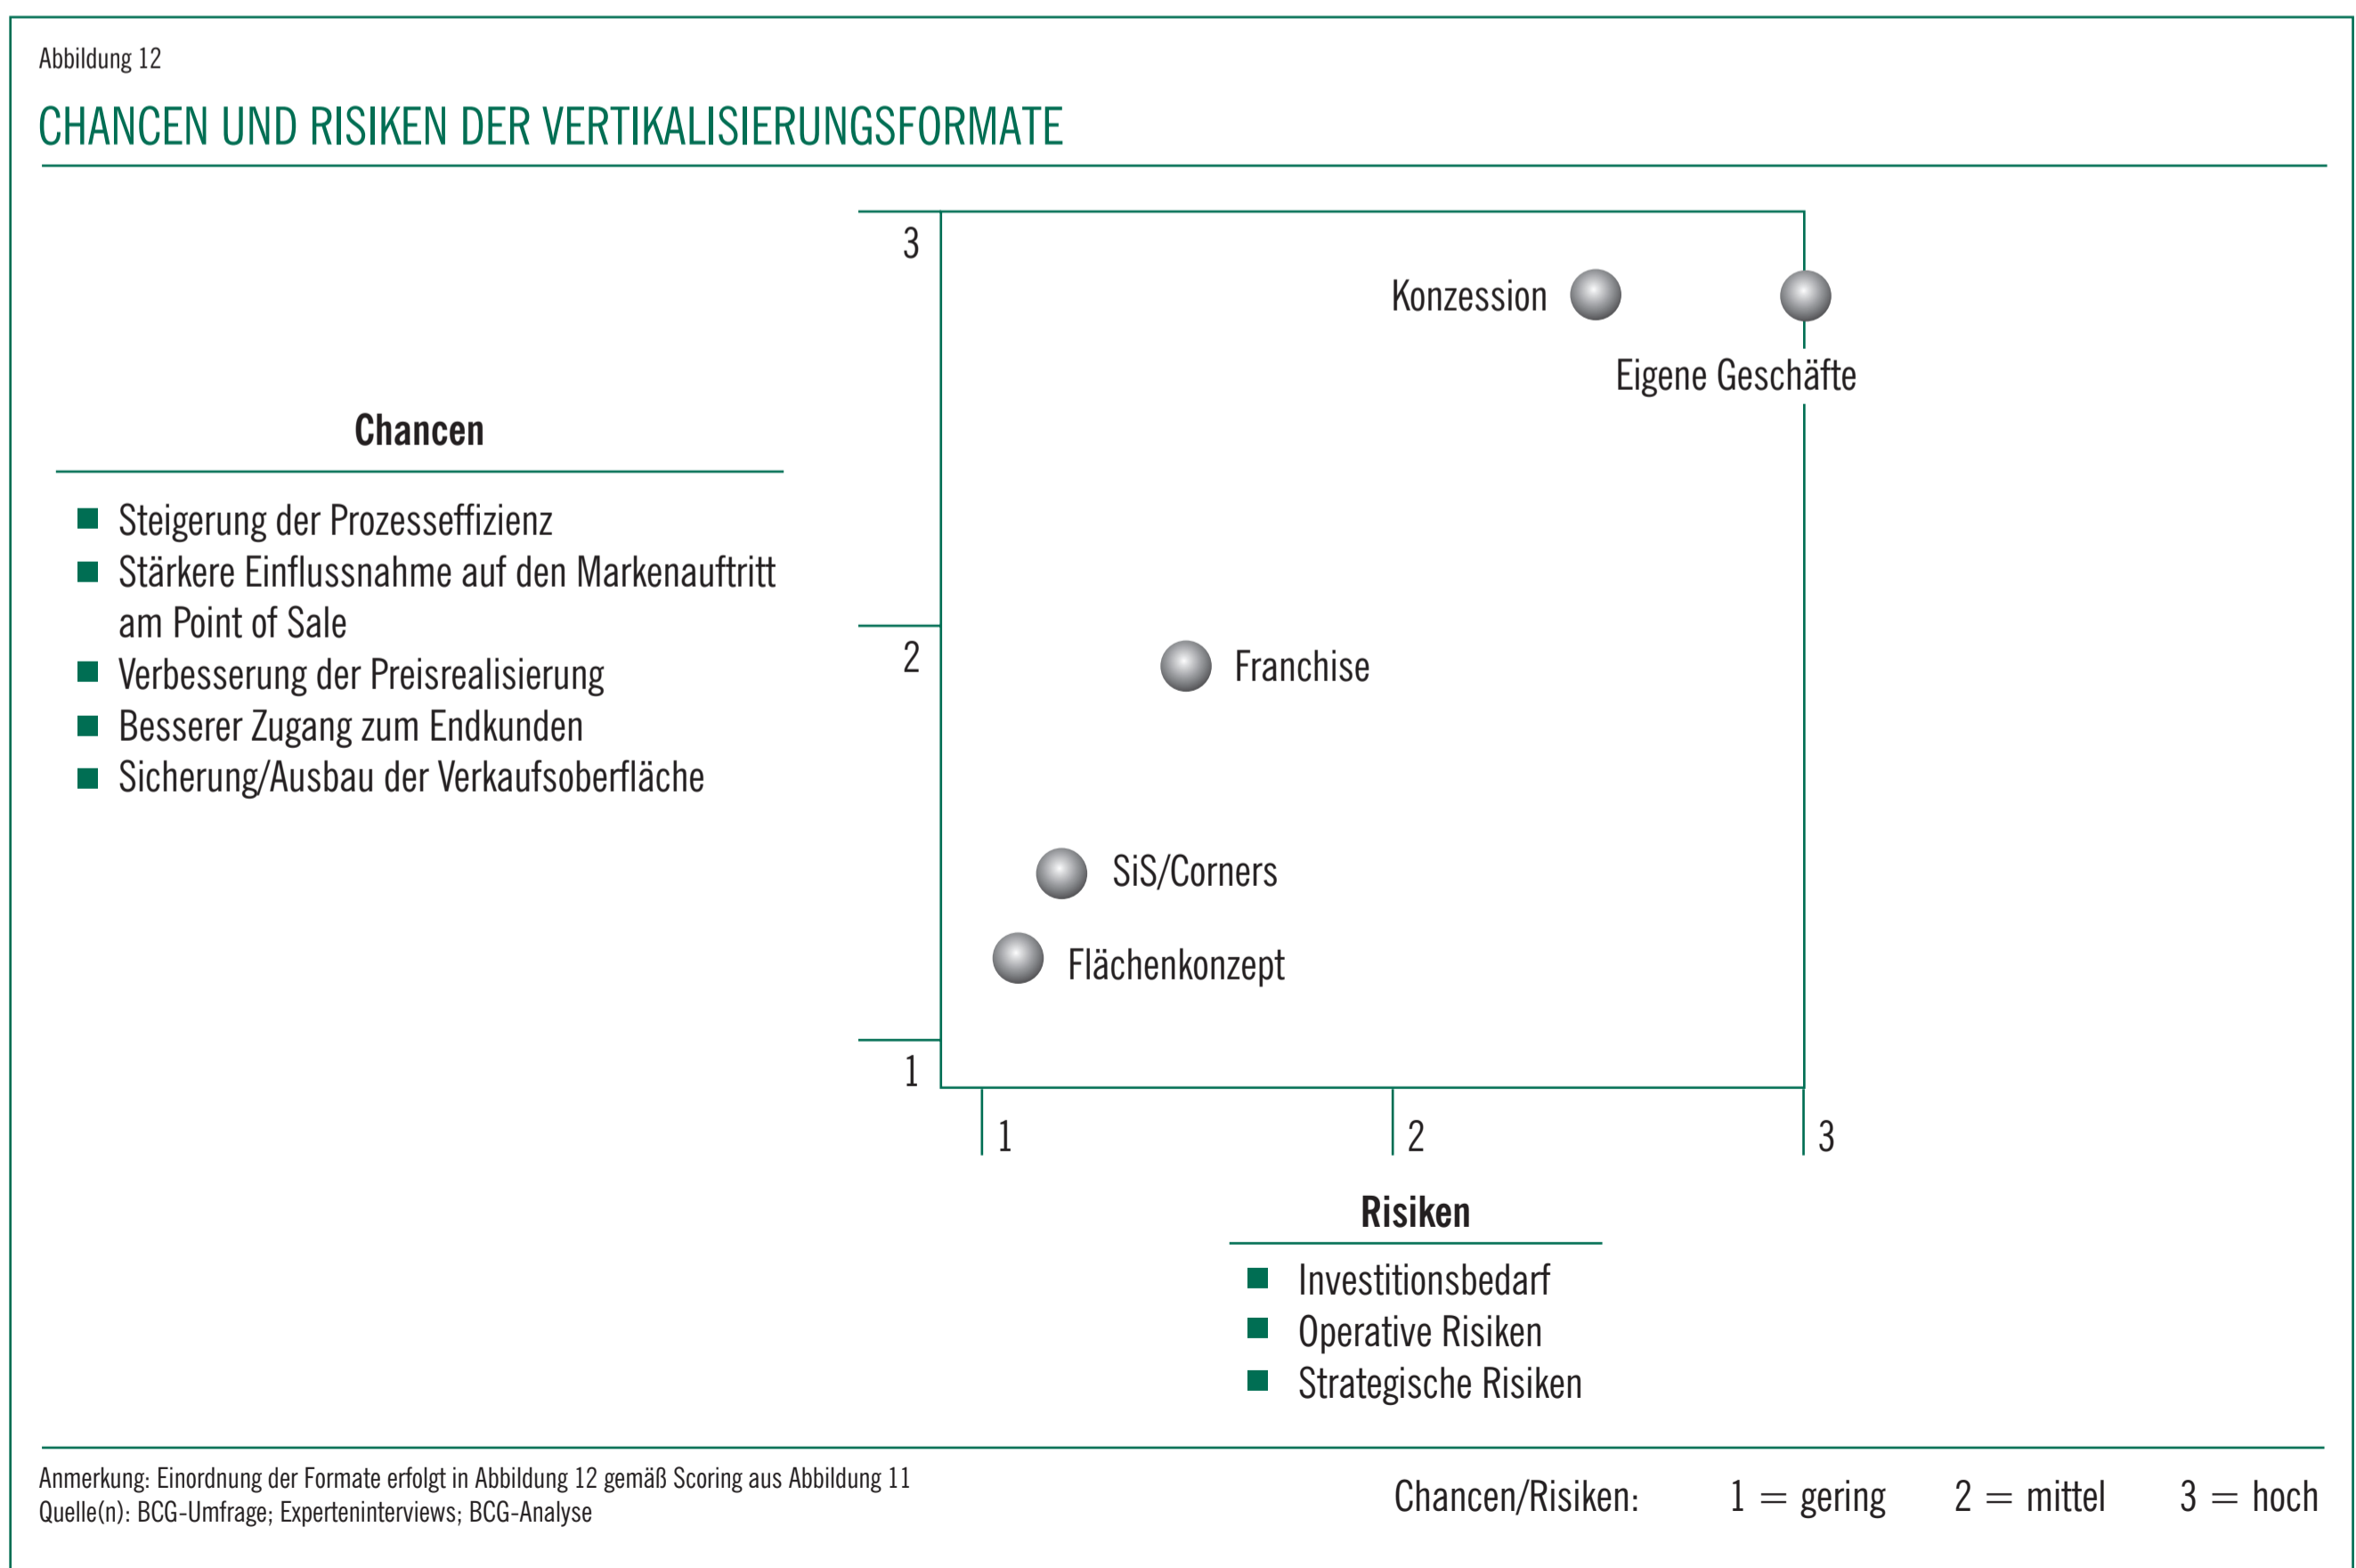 Abbildung 12
CHANCEN UND RISIKEN DER VERTIKALISIERUNGSFORMATE
Chancen
Steigerung der Prozesseffizienz
Stärkere Einflussnahme auf den Markenauftritt
am Point of Sale
Verbesserung der Preisrealisierung
Besserer Zugang zum Endkunden
Sicherung/Ausbau der Verkaufsoberfläche
3
2
1
Konzession
Eigene Geschäfte
Franchise
SiS/Corners
Flächenkonzept
1 2 3
Risiken
Investitionsbedarf
Operative Risiken
Strategische Risiken
Anmerkung: Einordnung der Formate erfolgt in Abbildung 12 gemäß Scoring aus Abbildung 11
Quelle(n): BCG-Umfrage; Experteninterviews; BCG-Analyse
Chancen/Risiken: 1 = gering 2 = mittel 3 = hoch